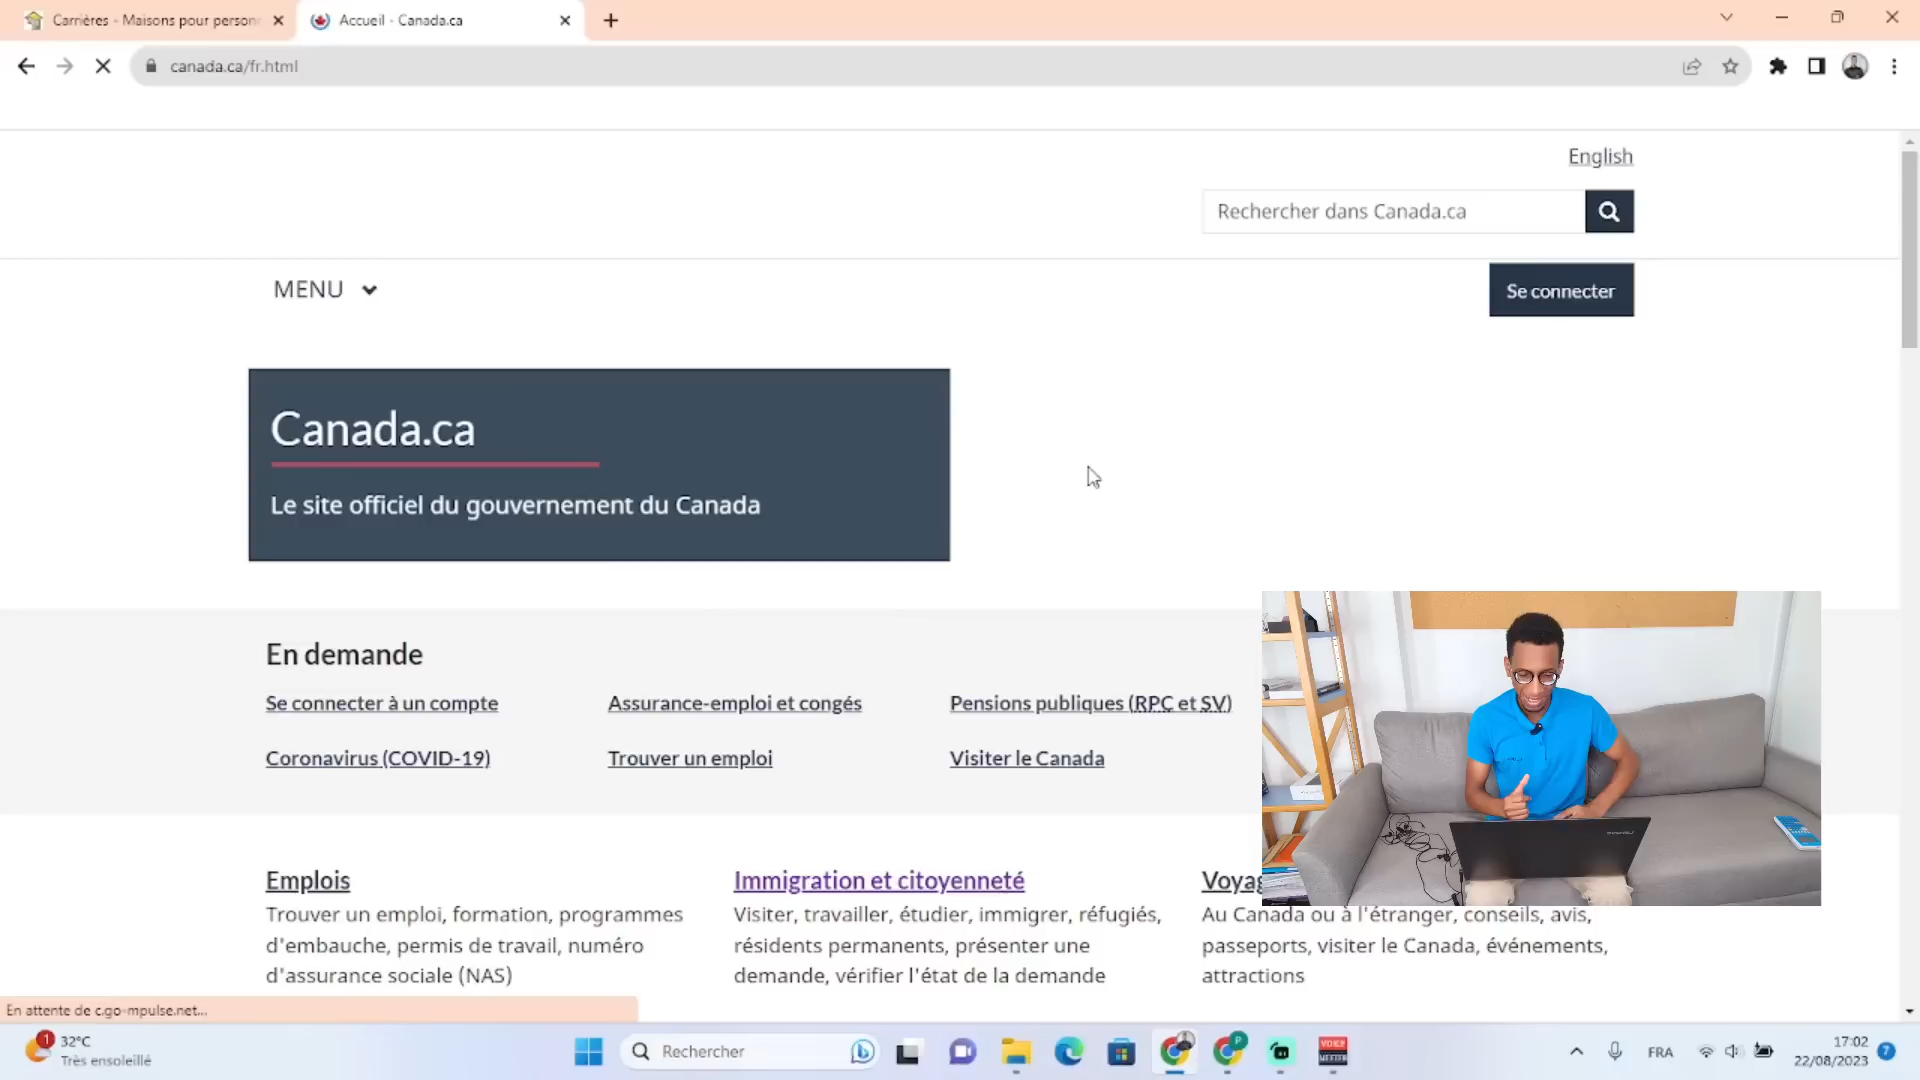 Carrières - Maisons pour person
Accueil - Canada.ca
canada.ca/fr.html
English
Rechercher dans Canada.ca
MENU
Se connecter
Canada.ca
Le site officiel du gouvernement du Canada
En demande
Se connecter à un compte
Assurance-emploi et congés
Pensions publiques (RPC et SV)
Coronavirus (COVID-19)
Trouver un emploi
Visiter le Canada
Emplois
Trouver un emploi, formation, programmes
d'embauche, permis de travail, numéro
d'assurance sociale (NAS)
Immigration et citoyenneté
Visiter, travailler, étudier, immigrer, réfugiés,
résidents permanents, présenter une
demande, vérifier l'état de la demande
Voyag
Au Canada ou à l'étranger, conseils, avis,
passeports, visiter le Canada, événements,
attractions
En attente de c.go-mpulse.net...
1
32°C
Très ensoleillé
Rechercher
P
FRA
17:02
22/08/2023
7